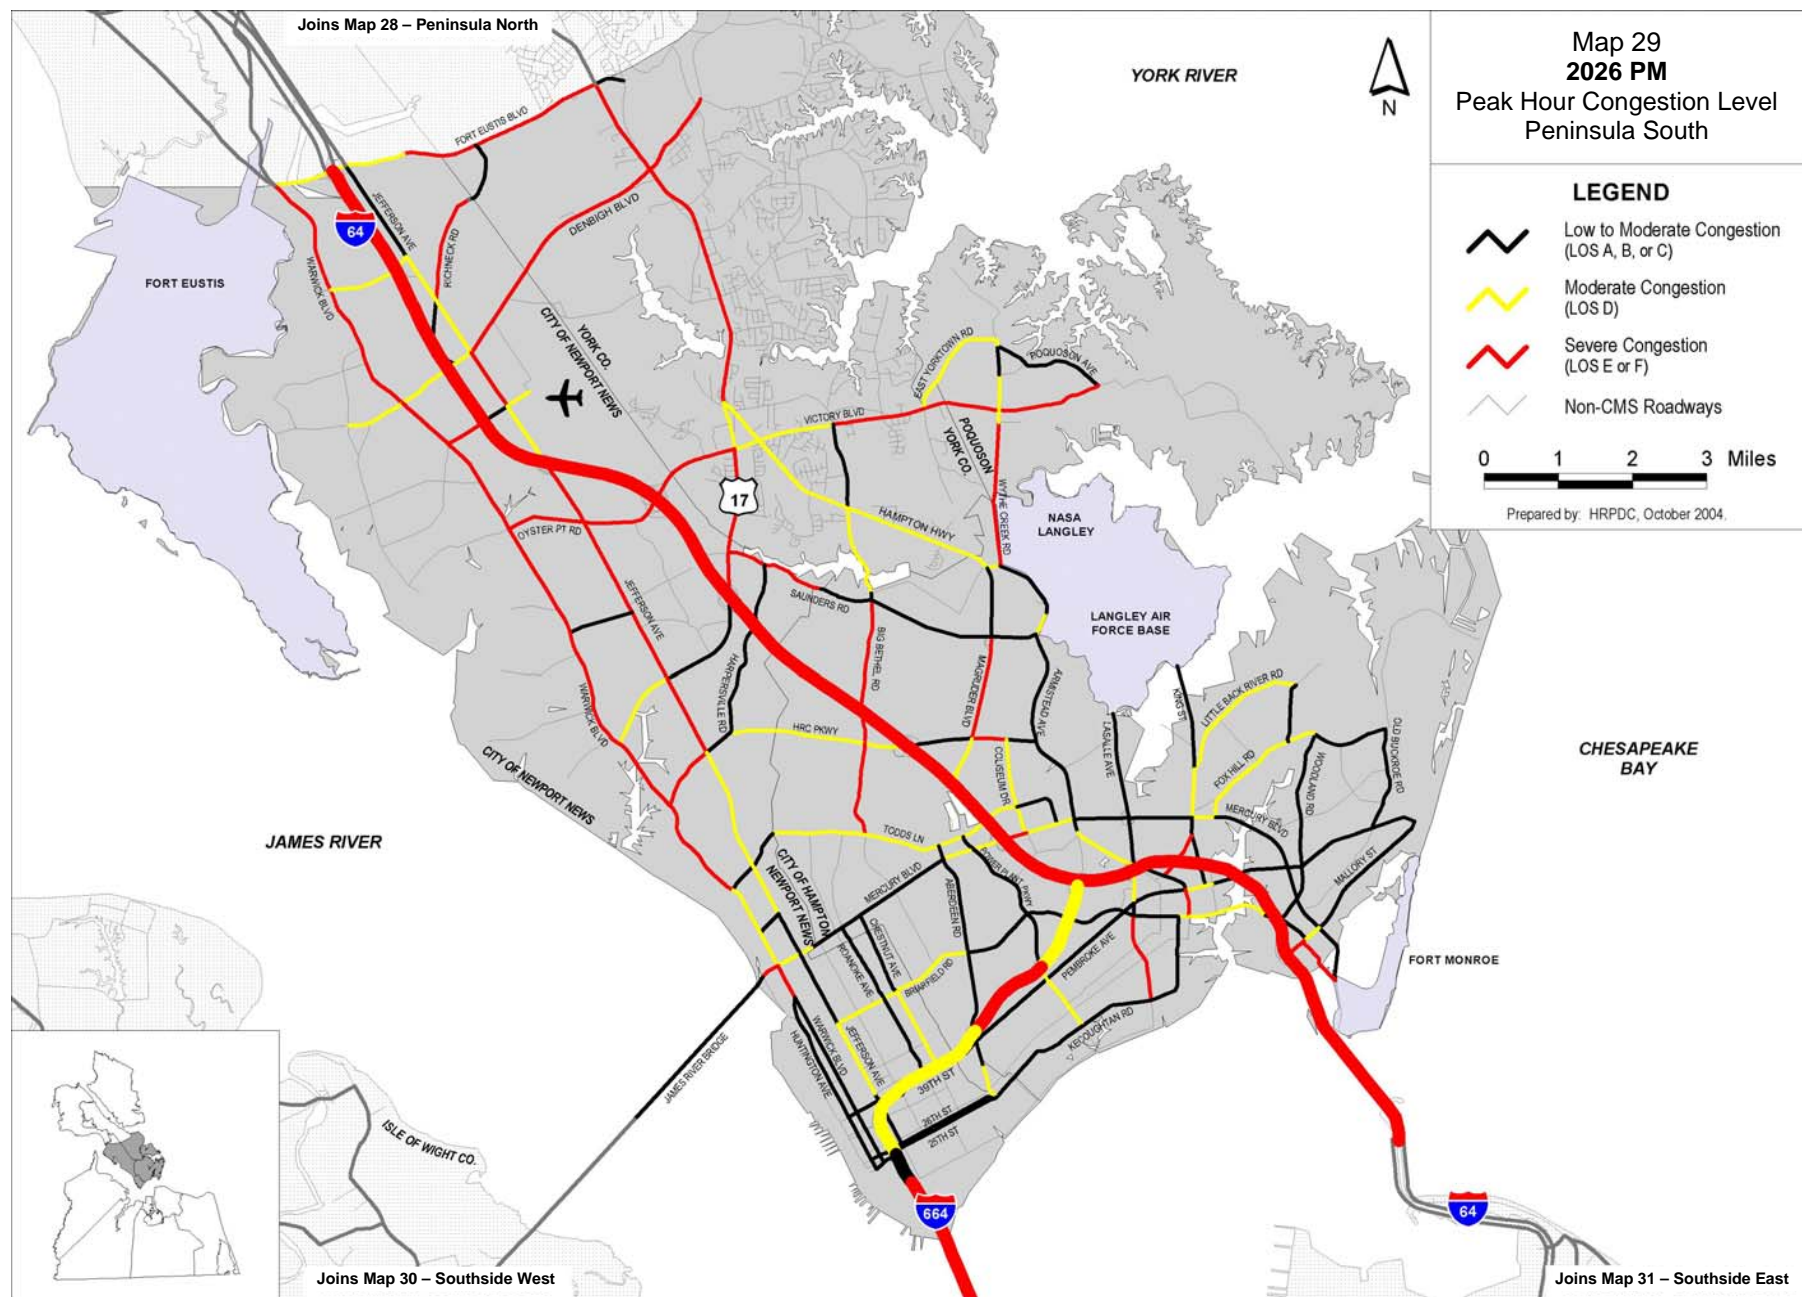 Joins Map 28 – Peninsula North
Map 29
2026 PM
Peak Hour Congestion Level
Peninsula South
LEGEND
Low to Moderate Congestion
(LOS A, B, or C)
Moderate Congestion
(LOS D)
Severe Congestion
(LOS E or F)
Non-CMS Roadways
0 1 2 3 Miles
Prepared by: HRPDC, October 2004.
N
YORK RIVER
FORT EUSTIS BLVD
JEFFERSON AVE
64
DENBIGH BLVD
RICHNECK RD
WARWICK BLVD
FORT EUSTIS
YORK CO.
CITY OF NEWPORT NEWS
EAST YORKTOWN RD
POQUOSON AVE
VICTORY BLVD
POQUOSON
YORK CO.
17
WYTHE CREEK RD
HAMPTON HWY
OYSTER PT RD
NASA
LANGLEY
SAUNDERS RD
JEFFERSON AVE
LANGLEY AIR
FORCE BASE
BIG BETHEL RD
HARPERSVILLE RD
MAGRUDER BLVD
ARMISTEAD AVE
KING ST
LITTLE BACK RIVER RD
WARWICK BLVD
HRC PKWY
LASALLE AVE
OLD BUCKROE RD
CITY OF NEWPORT NEWS
COLISEUM DR
FOX HILL RD
WOODLAND RD
CHESAPEAKE
BAY
MERCURY BLVD
JAMES RIVER
TODDS LN
CITY OF HAMPTON
NEWPORT NEWS
MERCURY BLVD
POWER PLANT PKWY
MALLORY ST
ABERDEEN RD
CHESTNUT AVE
ROANOKE AVE
PEMBROKE AVE
FORT MONROE
BRIARFIELD RD
KECOUGHTAN RD
WARWICK BLVD
JEFFERSON AVE
HUNTINGTON AVE
JAMES RIVER BRIDGE
39TH ST
26TH ST
25TH ST
ISLE OF WIGHT CO.
664
64
Joins Map 30 – Southside West
Joins Map 31 – Southside East